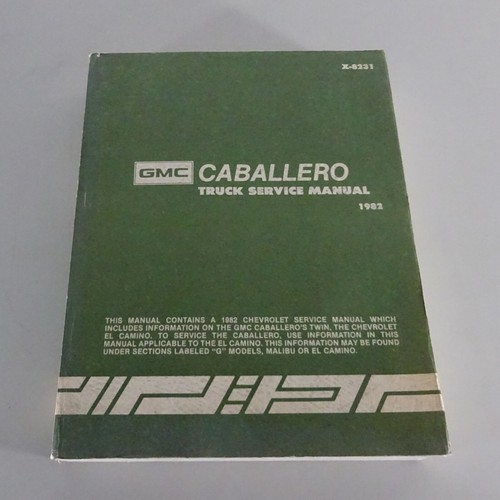 X-8231
GMC CABALLERO
TRUCK SERVICE MANUAL
1982
THIS MANUAL CONTAINS A 1982 CHEVROLET SERVICE MANUAL WHICH
INCLUDES INFORMATION ON THE GMC CABALLERO'S TWIN, THE CHEVROLET
EL CAMINO. TO SERVICE THE CABALLERO, USE INFORMATION IN THIS
MANUAL APPLICABLE TO THE EL CAMINO. THIS INFORMATION MAY BE FOUND
UNDER SECTIONS LABELED "G" MODELS, MALIBU OR EL CAMINO.